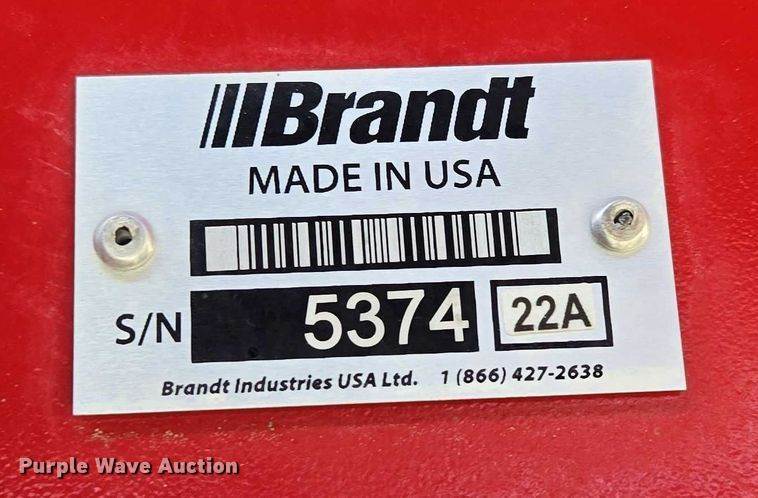 Brandt
MADE IN USA
S/N 5374 22A
Brandt Industries USA Ltd. 1 (866) 427-2638
Purple Wave Auction